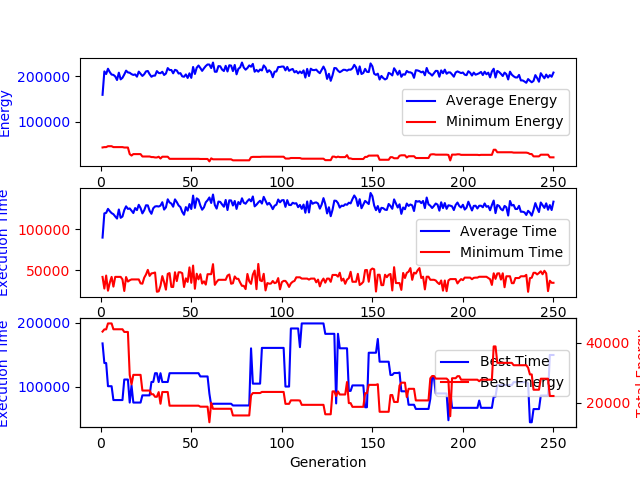 Energy
200000
100000
Average Energy
Minimum Energy
0 50 100 150 200 250
Execution Time
100000
50000
Average Time
Minimum Time
0 50 100 150 200 250
Execution Time
200000
100000
Best Time
Best Energy
40000
20000
Total Energy
0 50 100 150 200 250
Generation